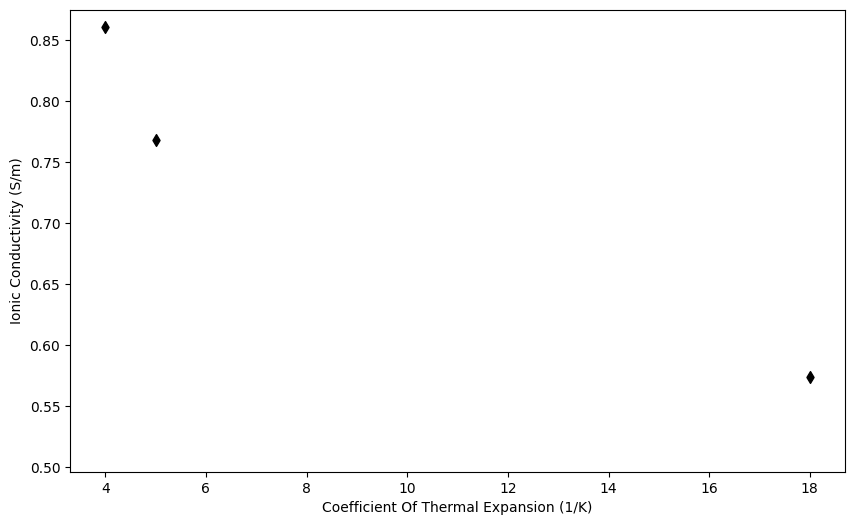 0.85
0.80
0.75
0.70
0.65
0.60
0.55
0.50
Ionic Conductivity (S/m)
4 6 8 10 12 14 16 18
Coefficient Of Thermal Expansion (1/K)